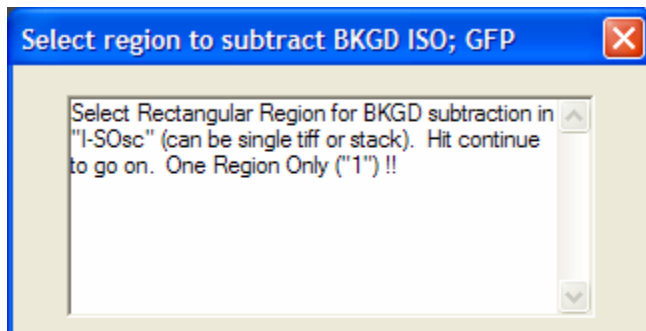 Select region to subtract BKGD ISO; GFP
Select Rectangular Region for BKGD subtraction in
"I-SOsc" (can be single tiff or stack).  Hit continue
to go on.  One Region Only ("1") !!